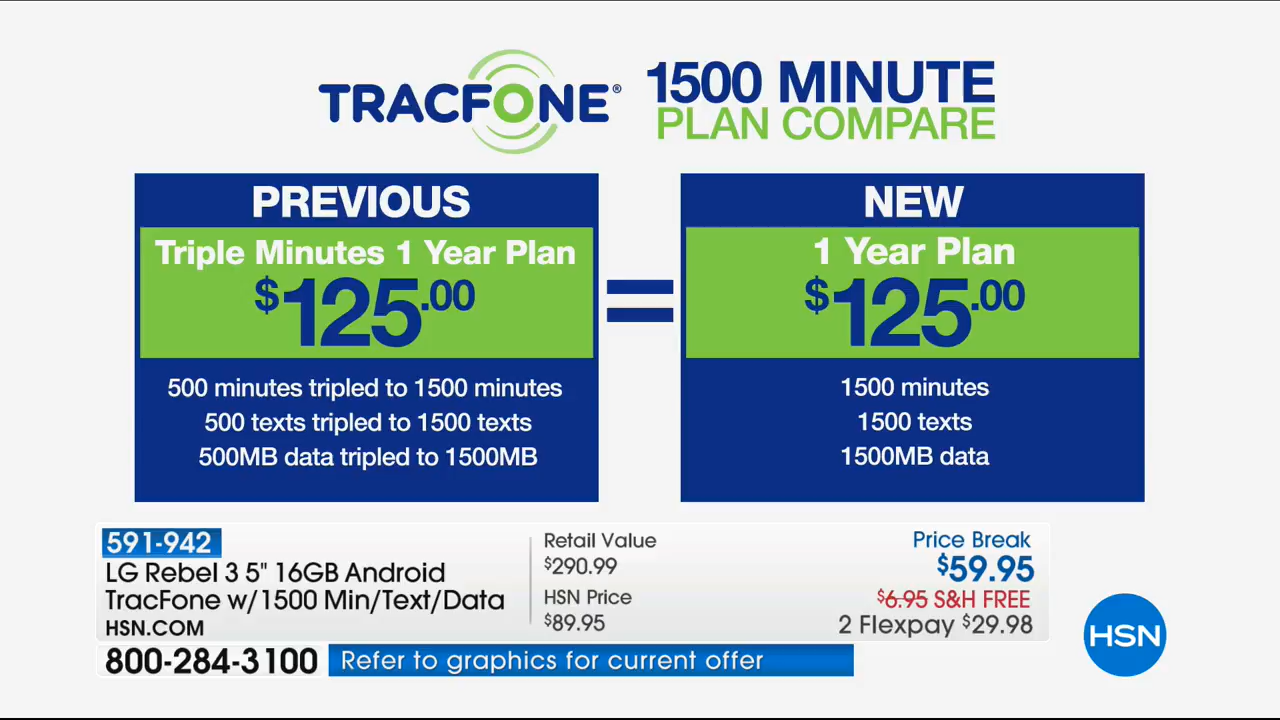 TRACFONE®
1500 MINUTE
PLAN COMPARE
PREVIOUS
Triple Minutes 1 Year Plan
$125.00
500 minutes tripled to 1500 minutes
500 texts tripled to 1500 texts
500MB data tripled to 1500MB
=
NEW
1 Year Plan
$125.00
1500 minutes
1500 texts
1500MB data
591-942
LG Rebel 3 5" 16GB Android
TracFone w/1500 Min/Text/Data
HSN.COM
Retail Value
$290.99
HSN Price
$89.95
Price Break
$59.95
$6.95 S&H FREE
2 Flexpay $29.98
800-284-3100
Refer to graphics for current offer
HSN